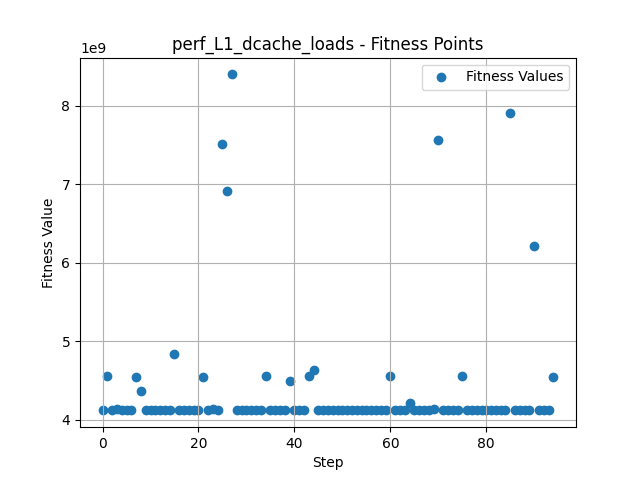 perf_L1_dcache_loads - Fitness Points
1e9
Fitness Values
8
7
6
5
4
Fitness Value
0 20 40 60 80
Step